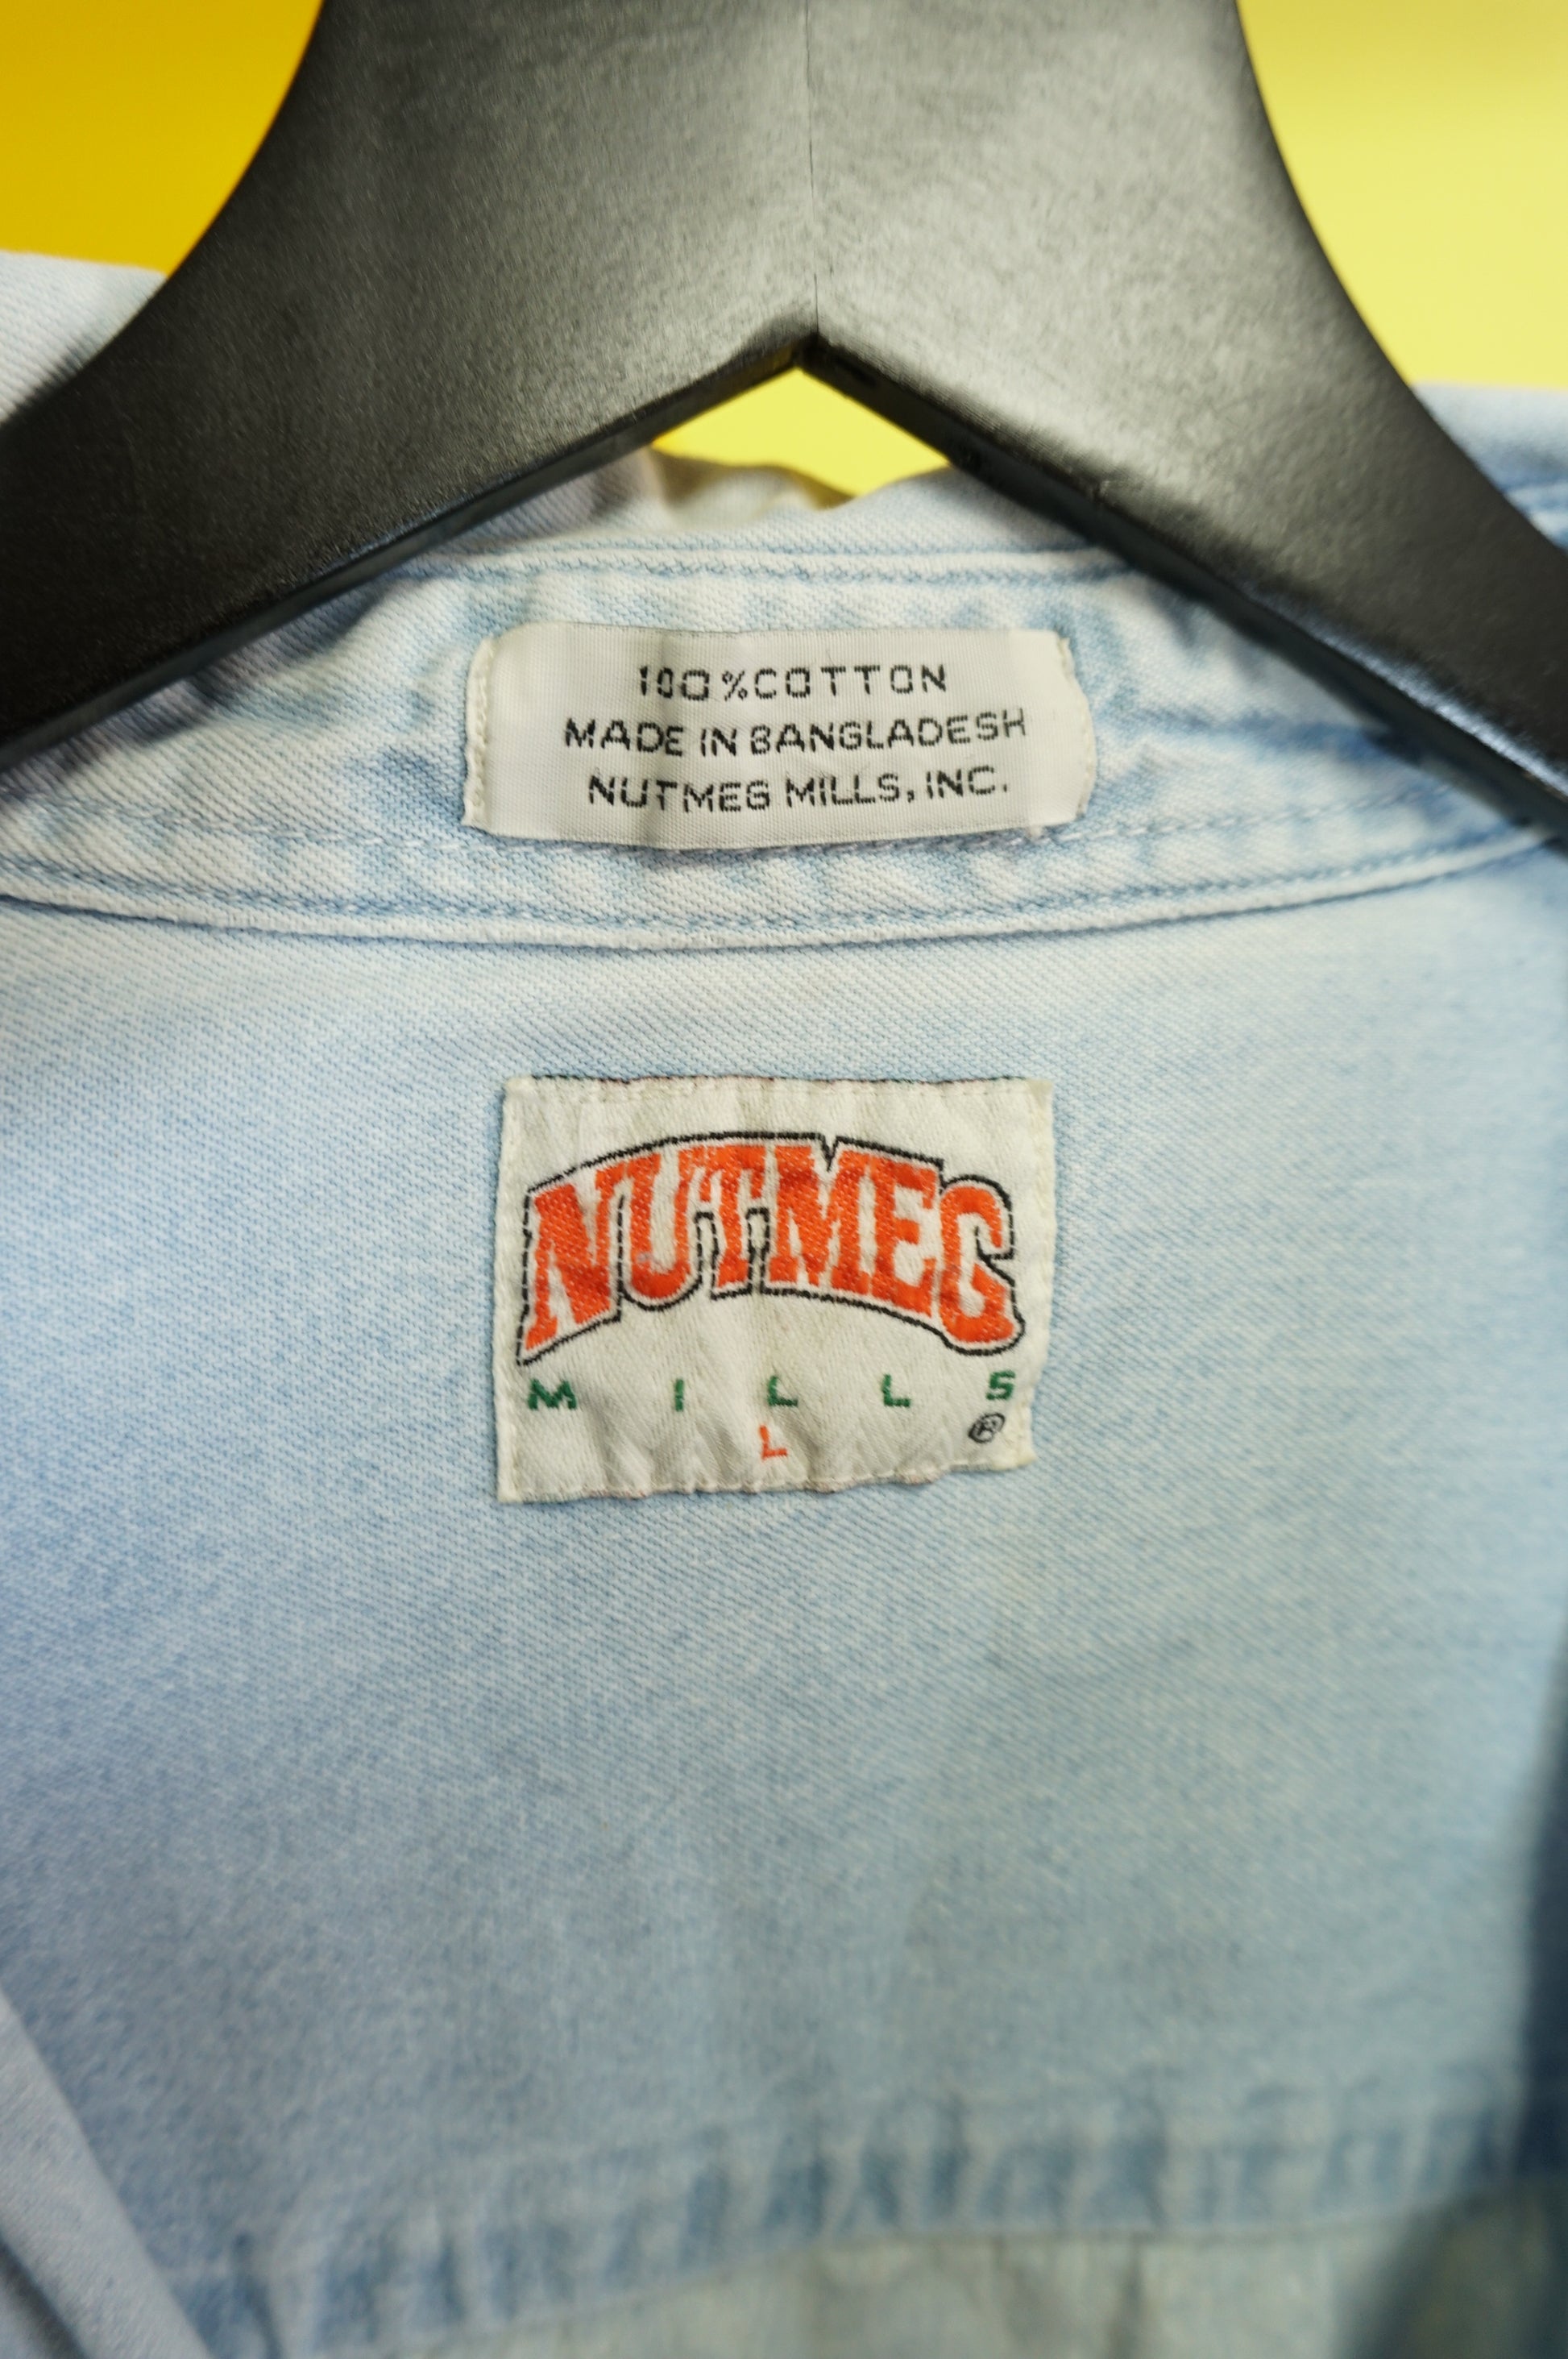 100%COTTON
MADE IN BANGLADESH
NUTMEG MILLS, INC.
NUTMEG
MILLS
®
L